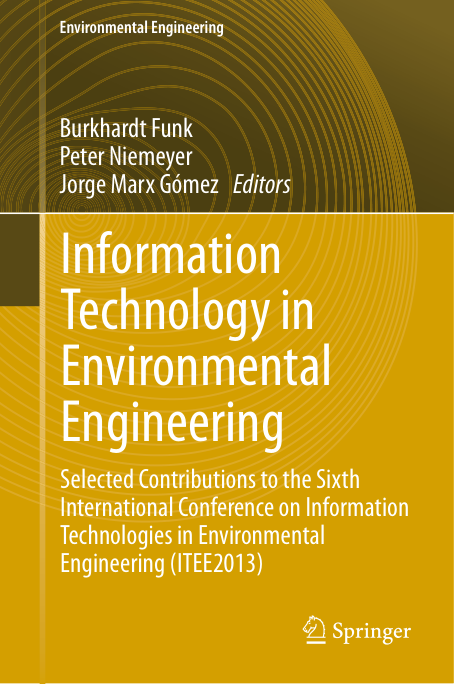 Environmental Engineering
Burkhardt Funk
Peter Niemeyer
Jorge Marx Gómez Editors
Information
Technology in
Environmental
Engineering
Selected Contributions to the Sixth
International Conference on Information
Technologies in Environmental
Engineering (ITEE2013)
Springer